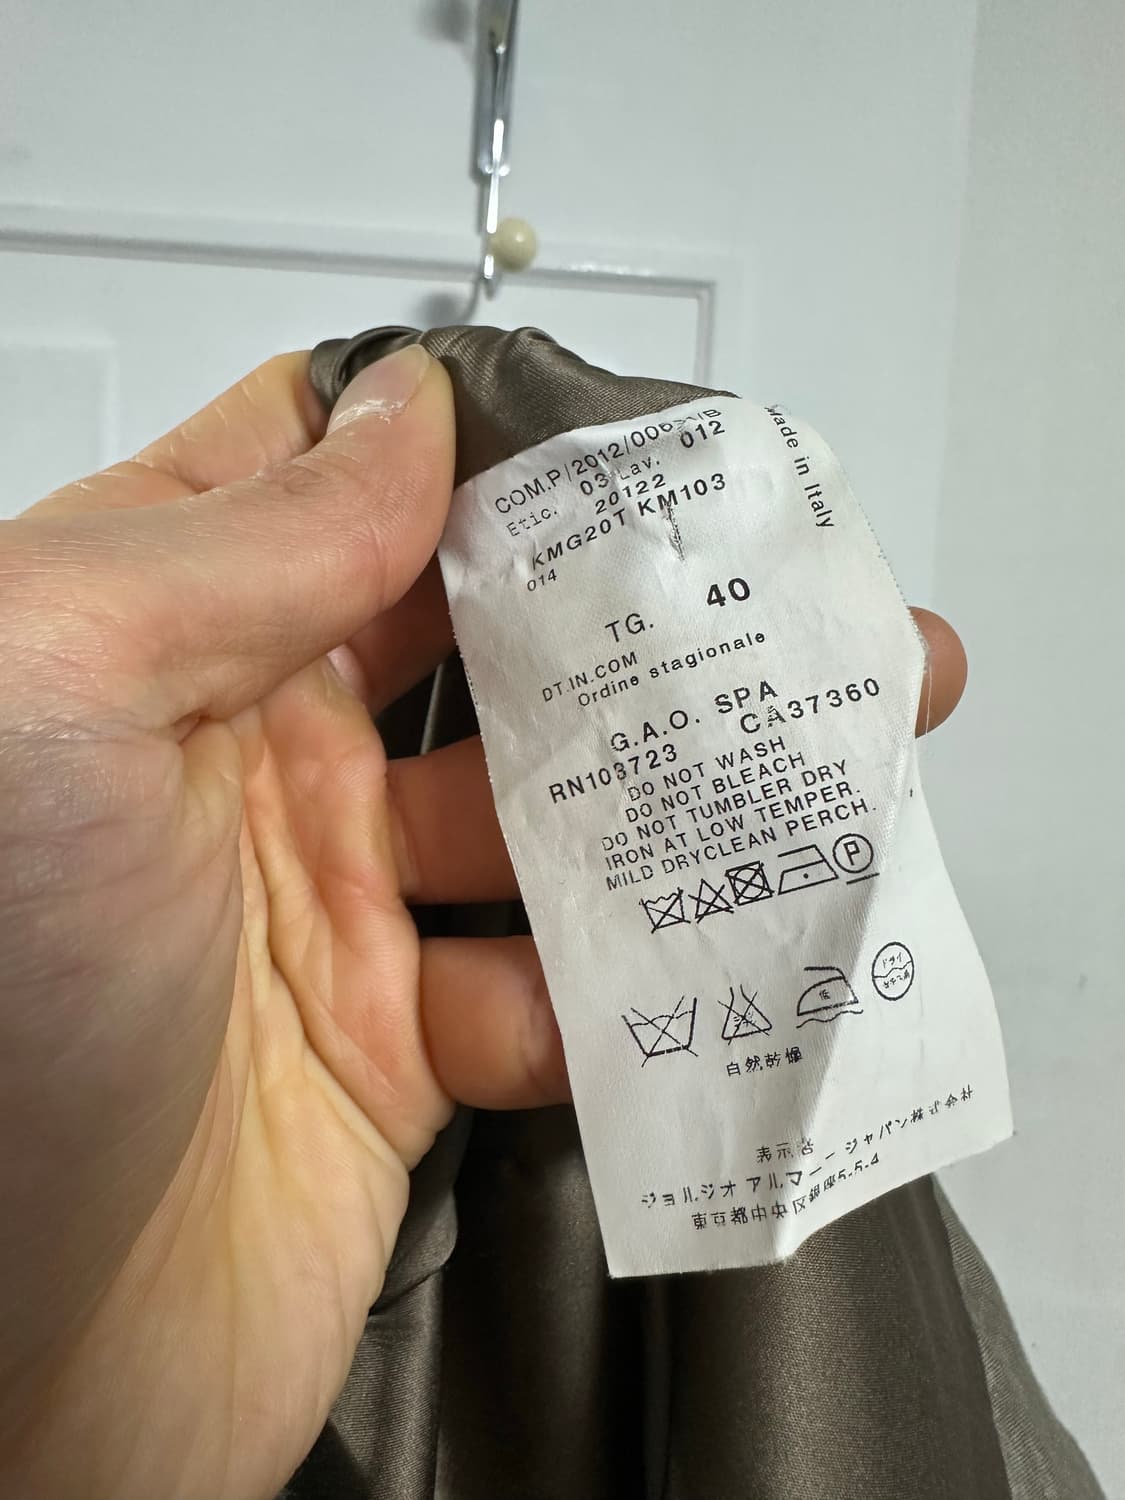 COM.P/2012/006
Etic. 03 Lav. 012
20122
KMG20T KM103
014
Made in Italy
TG. 40
DT.IN.COM
Ordine stagionale
G.A.O. SPA
RN103723 CA37360
DO NOT WASH
DO NOT BLEACH
DO NOT TUMBLER DRY
IRON AT LOW TEMPER.
MILD DRYCLEAN PERCH.
P
低
ドライ
自然乾燥
表示者
ジョルジオ アルマーニ ジャパン株式会社
東京都中央区銀座5-5-4